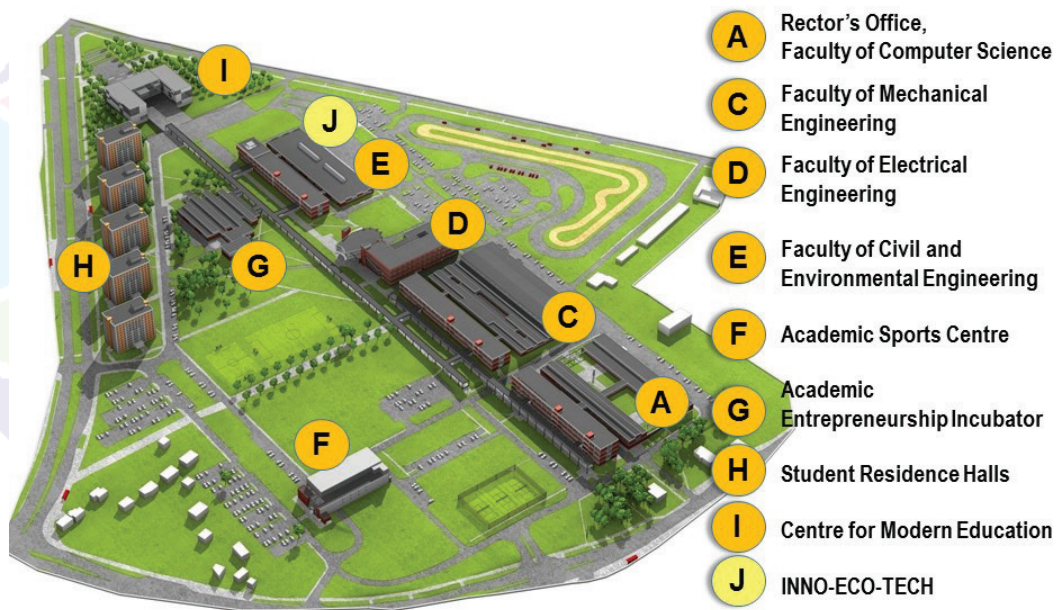 I
J
E
D
H
G
C
A
F
A Rector's Office,
Faculty of Computer Science
C Faculty of Mechanical
Engineering
D Faculty of Electrical
Engineering
E Faculty of Civil and
Environmental Engineering
F Academic Sports Centre
G Academic
Entrepreneurship Incubator
H Student Residence Halls
I Centre for Modern Education
J INNO-ECO-TECH